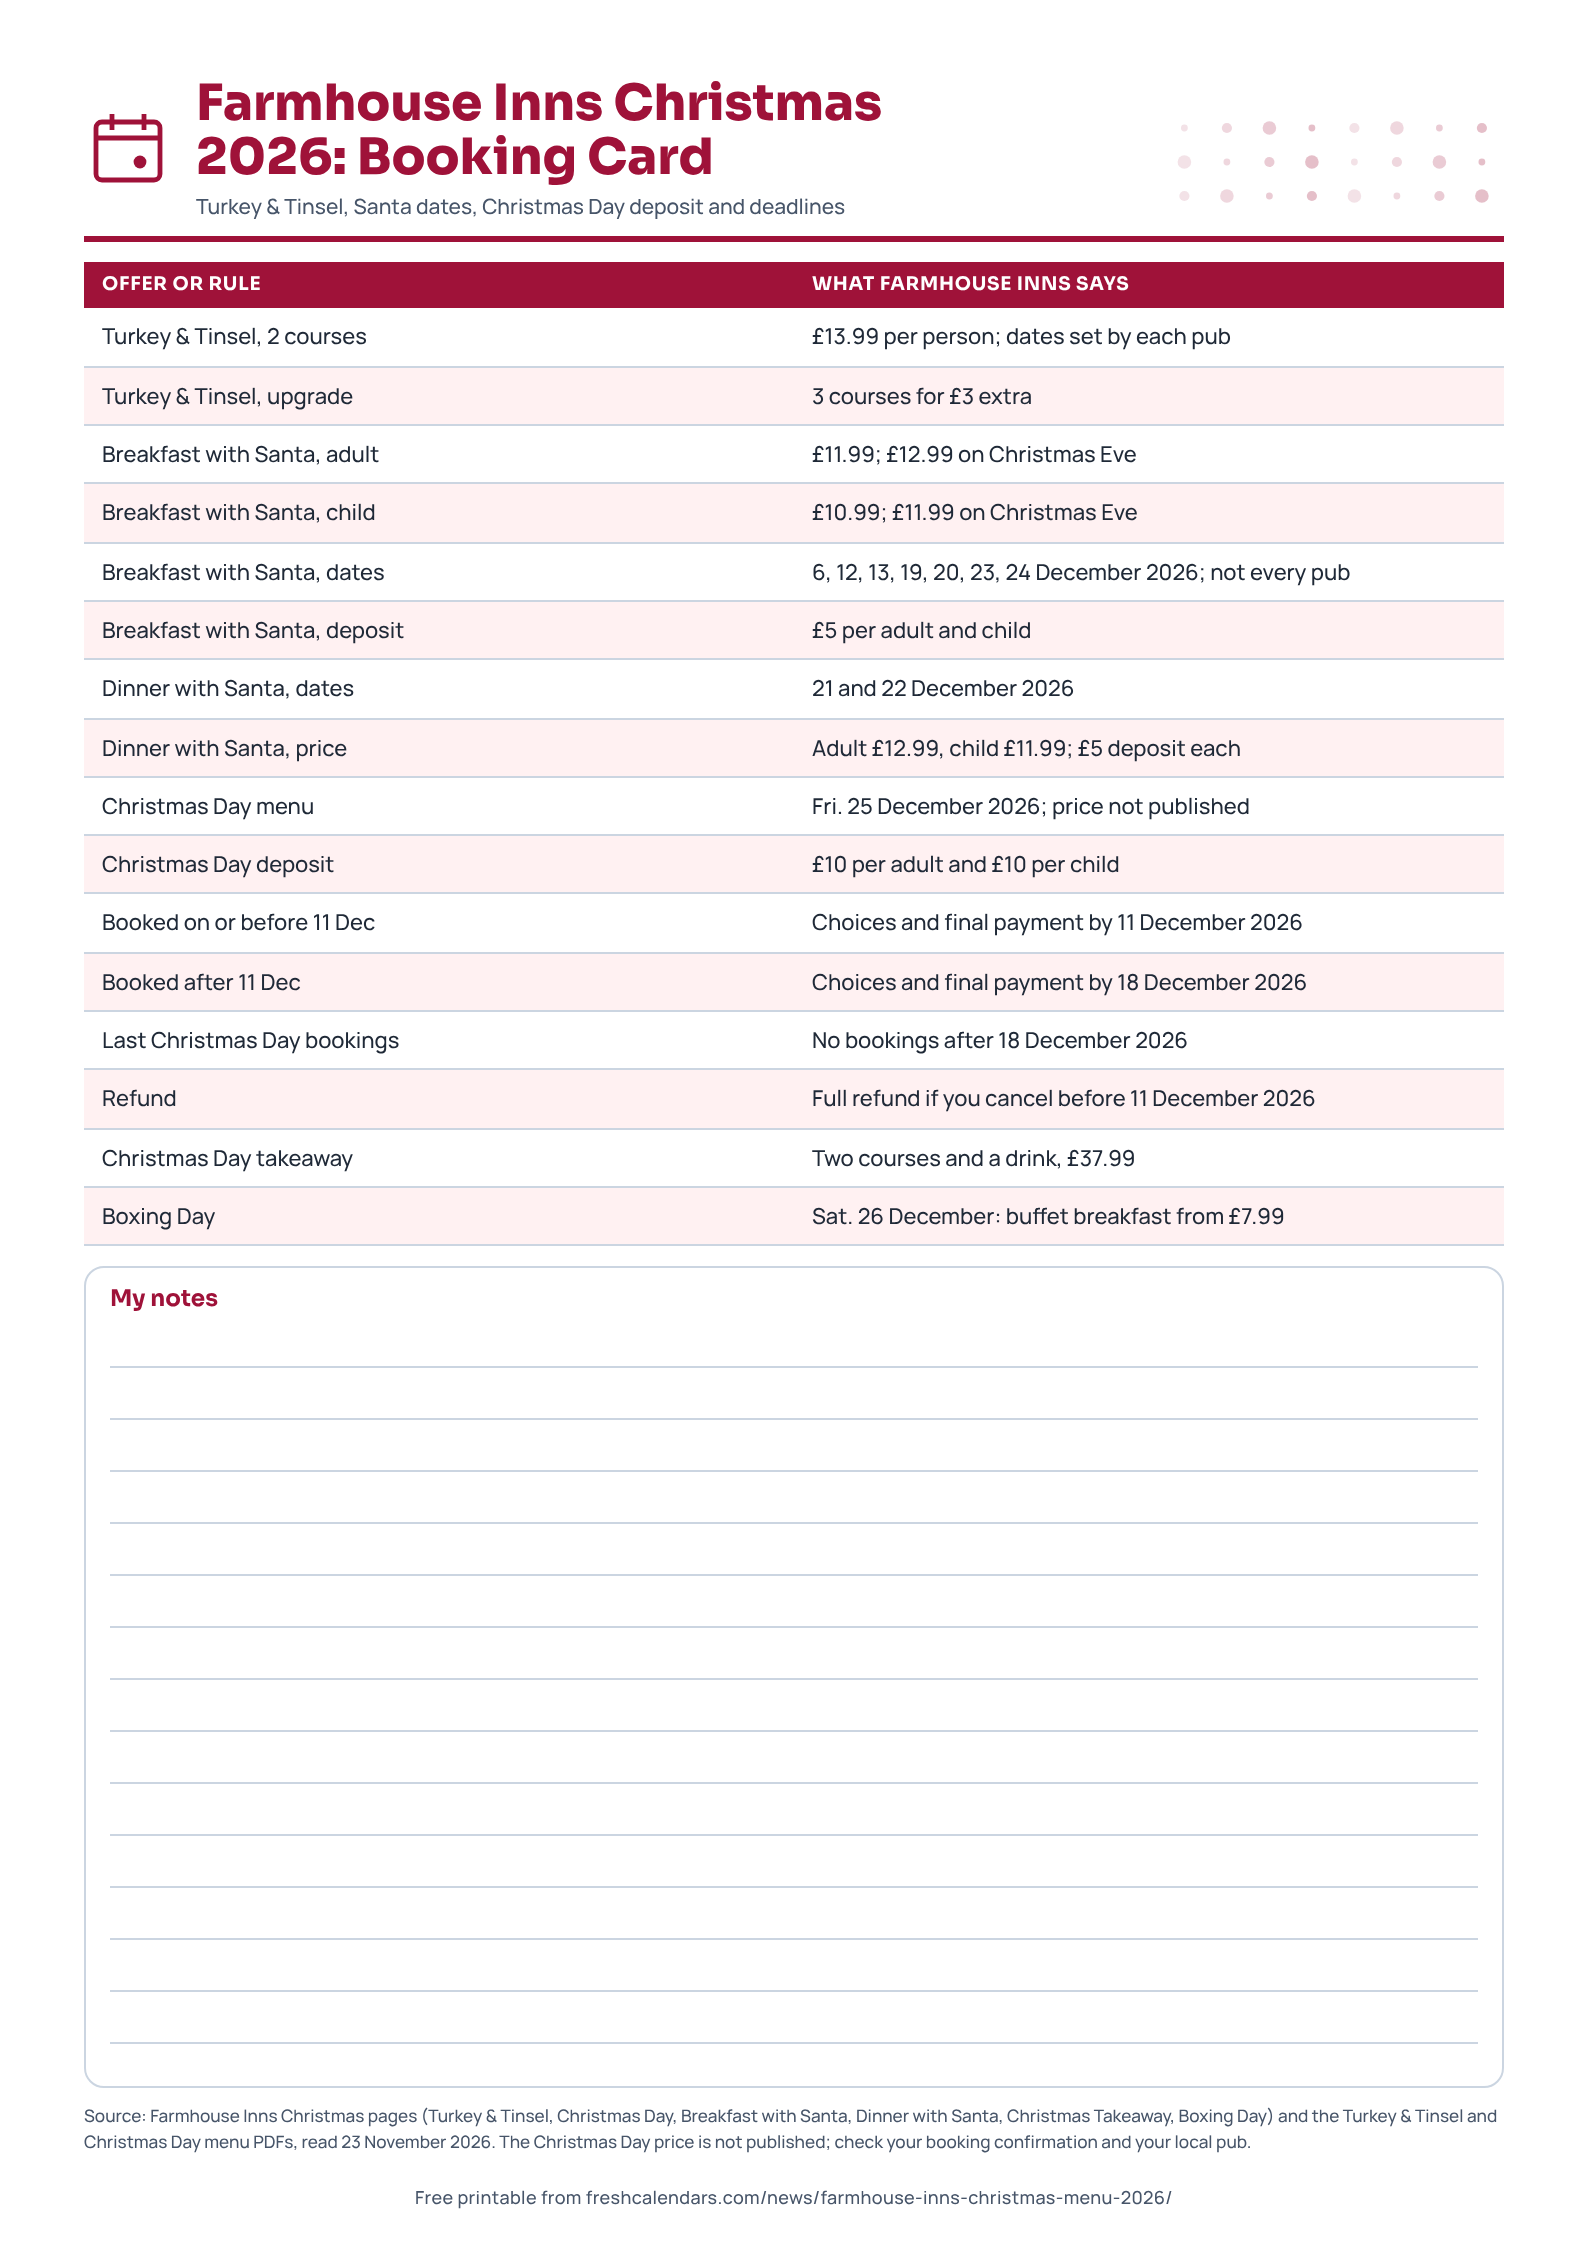 Farmhouse Inns Christmas
2026: Booking Card
Turkey & Tinsel, Santa dates, Christmas Day deposit and deadlines
OFFER OR RULE WHAT FARMHOUSE INNS SAYS
Turkey & Tinsel, 2 courses £13.99 per person; dates set by each pub
Turkey & Tinsel, upgrade 3 courses for £3 extra
Breakfast with Santa, adult £11.99; £12.99 on Christmas Eve
Breakfast with Santa, child £10.99; £11.99 on Christmas Eve
Breakfast with Santa, dates 6, 12, 13, 19, 20, 23, 24 December 2026; not every pub
Breakfast with Santa, deposit £5 per adult and child
Dinner with Santa, dates 21 and 22 December 2026
Dinner with Santa, price Adult £12.99, child £11.99; £5 deposit each
Christmas Day menu Fri. 25 December 2026; price not published
Christmas Day deposit £10 per adult and £10 per child
Booked on or before 11 Dec Choices and final payment by 11 December 2026
Booked after 11 Dec Choices and final payment by 18 December 2026
Last Christmas Day bookings No bookings after 18 December 2026
Refund Full refund if you cancel before 11 December 2026
Christmas Day takeaway Two courses and a drink, £37.99
Boxing Day Sat. 26 December: buffet breakfast from £7.99
My notes
Source: Farmhouse Inns Christmas pages (Turkey & Tinsel, Christmas Day, Breakfast with Santa, Dinner with Santa, Christmas Takeaway, Boxing Day) and the Turkey & Tinsel and
Christmas Day menu PDFs, read 23 November 2026. The Christmas Day price is not published; check your booking confirmation and your local pub.
Free printable from freshcalendars.com/news/farmhouse-inns-christmas-menu-2026/